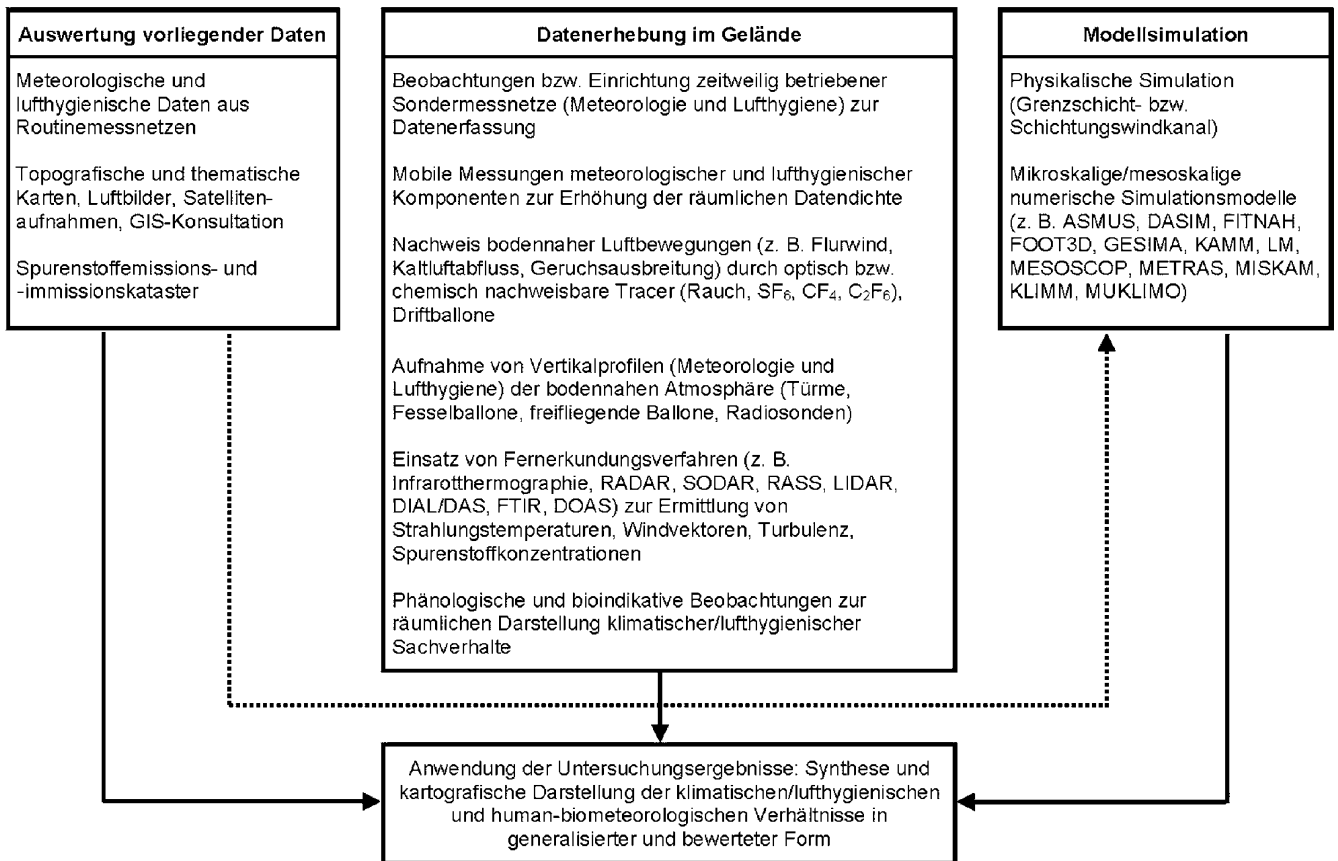 Auswertung vorliegender Daten
Meteorologische und
lufthygienische Daten aus
Routinemessnetzen
Topografische und thematische
Karten, Luftbilder, Satelliten-
aufnahmen, GIS-Konsultation
Spurenstoffemissions- und
-immissionskataster
Datenerhebung im Gelände
Beobachtungen bzw. Einrichtung zeitweilig betriebener
Sondermessnetze (Meteorologie und Lufthygiene) zur
Datenerfassung
Mobile Messungen meteorologischer und lufthygienischer
Komponenten zur Erhöhung der räumlichen Datendichte
Nachweis bodennaher Luftbewegungen (z. B. Flurwind,
Kaltluftabfluss, Geruchsausbreitung) durch optisch bzw.
chemisch nachweisbare Tracer (Rauch, SF₆, CF₄, C₂F₆),
Driftballone
Aufnahme von Vertikalprofilen (Meteorologie und
Lufthygiene) der bodennahen Atmosphäre (Türme,
Fesselballone, freifliegende Ballone, Radiosonden)
Einsatz von Fernerkundungsverfahren (z. B.
Infrarotthermographie, RADAR, SODAR, RASS, LIDAR,
DIAL/DAS, FTIR, DOAS) zur Ermittlung von
Strahlungstemperaturen, Windvektoren, Turbulenz,
Spurenstoffkonzentrationen
Phänologische und bioindikative Beobachtungen zur
räumlichen Darstellung klimatischer/lufthygienischer
Sachverhalte
Modellsimulation
Physikalische Simulation
(Grenzschicht- bzw.
Schichtungswindkanal)
Mikroskalige/mesoskalige
numerische Simulationsmodelle
(z. B. ASMUS, DASIM, FITNAH,
FOOT3D, GESIMA, KAMM, LM,
MESOSCOP, METRAS, MISKAM,
KLIMM, MUKLIMO)
Anwendung der Untersuchungsergebnisse: Synthese und
kartografische Darstellung der klimatischen/lufthygienischen
und human-biometeorologischen Verhältnisse in
generalisierter und bewerteter Form